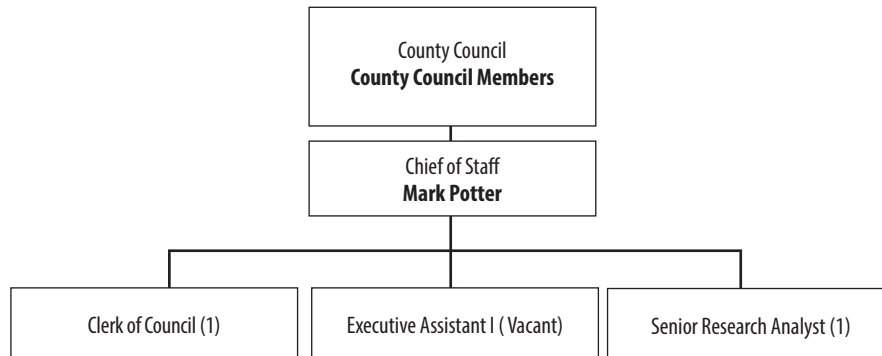 County Council
County Council Members
Chief of Staff
Mark Potter
Clerk of Council (1)
Executive Assistant I ( Vacant)
Senior Research Analyst (1)